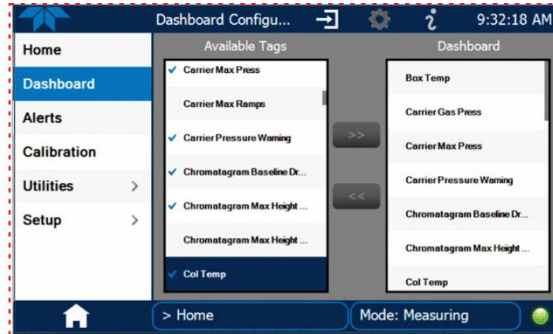 Dashboard Configu... 9:32:18 AM
Home
Dashboard
Alerts
Calibration
Utilities >
Setup >
Available Tags
Carrier Max Press
Carrier Max Ramps
Carrier Pressure Warning
Chromatagram Baseline Dr...
Chromatagram Max Height ...
Chromatagram Max Height ...
Col Temp
>>
<<
Dashboard
Box Temp
Carrier Gas Press
Carrier Max Press
Carrier Pressure Warning
Chromatagram Baseline Dr...
Chromatagram Max Height ...
Col Temp
> Home
Mode: Measuring